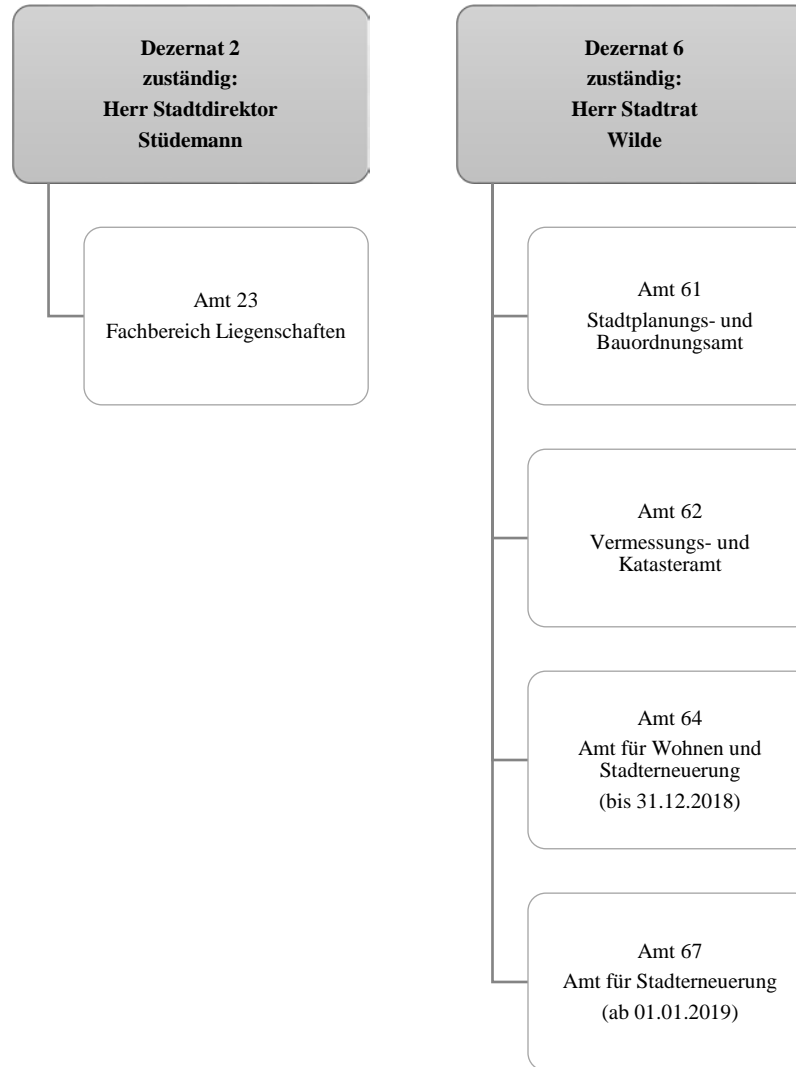 Dezernat 2
zuständig:
Herr Stadtdirektor
Stüdemann
Amt 23
Fachbereich Liegenschaften
Dezernat 6
zuständig:
Herr Stadtrat
Wilde
Amt 61
Stadtplanungs- und
Bauordnungsamt
Amt 62
Vermessungs- und
Katasteramt
Amt 64
Amt für Wohnen und
Stadterneuerung
(bis 31.12.2018)
Amt 67
Amt für Stadterneuerung
(ab 01.01.2019)